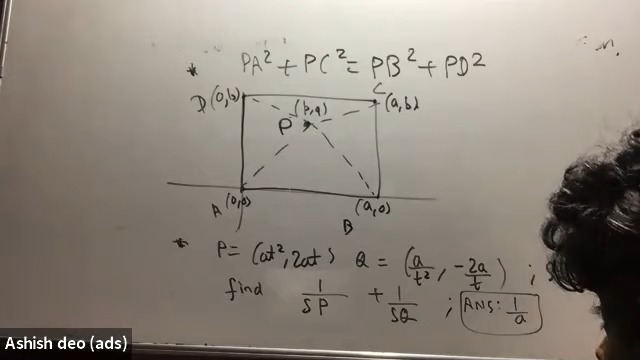 * PA² + PC² = PB² + PD²
D (0,b)
C (a,b)
P (p,q)
A (0,0)
B (a,0)
* P = (at², 2at) Q = (a/t², -2a/t) ;
find 1/SP + 1/SQ ; ANS: 1/a
Ashish deo (ads)